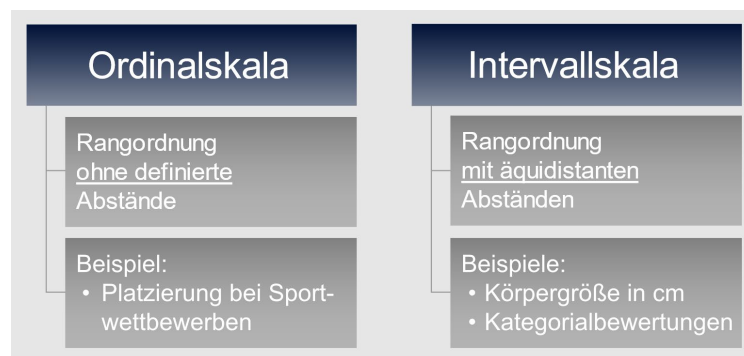 Ordinalskala
Rangordnung
ohne definierte
Abstände
Beispiel:
• Platzierung bei Sport-
wettbewerben
Intervallskala
Rangordnung
mit äquidistanten
Abständen
Beispiele:
• Körpergröße in cm
• Kategorialbewertungen